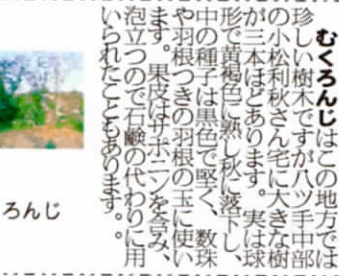 むくろんじはこの地方では
珍しい樹木ですが八ツ手中部
の小松利秋さん宅に大きな樹
が三本ほどあります。実は球
形で黄褐色に熟し秋に落下し、
中の種子は黒色で堅く、数珠
や羽根つきの羽根の玉に使い
ます。果皮はサポニンを含み、
泡立つので石鹸の代わりに用
いられたこともあります。。
ろんじ